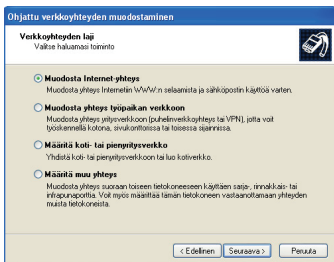 Ohjattu verkkoyhteyden muodostaminen
Verkkoyhteyden laji
Valitse haluamasi toiminto
Muodosta Internet-yhteys
Muodosta yhteys Internetiin WWW:n selaamista ja sähköpostin käyttöä varten.
Muodosta yhteys työpaikan verkkoon
Muodosta yhteys yritysverkkoon (puhelinverkkoyhteys tai VPN), jotta voit
työskennellä kotona, sivukonttorissa tai toisessa sijainnissa.
Määritä koti- tai pienyritysverkko
Yhdistä koti- tai pienyritysverkkoon tai luo kotiverkko.
Määritä muu yhteys
Muodosta yhteys suoraan toiseen tietokoneeseen käyttäen sarja-, rinnakkais- tai
infrapunaporttia. Voit myös määrittää tämän tietokoneen vastaanottamaan yhteyden
muista tietokoneista.
< Edellinen Seuraava > Peruuta